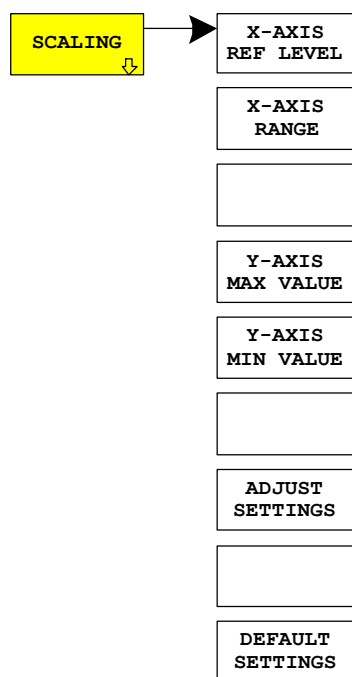 SCALING
X-AXIS
REF LEVEL
X-AXIS
RANGE
Y-AXIS
MAX VALUE
Y-AXIS
MIN VALUE
ADJUST
SETTINGS
DEFAULT
SETTINGS